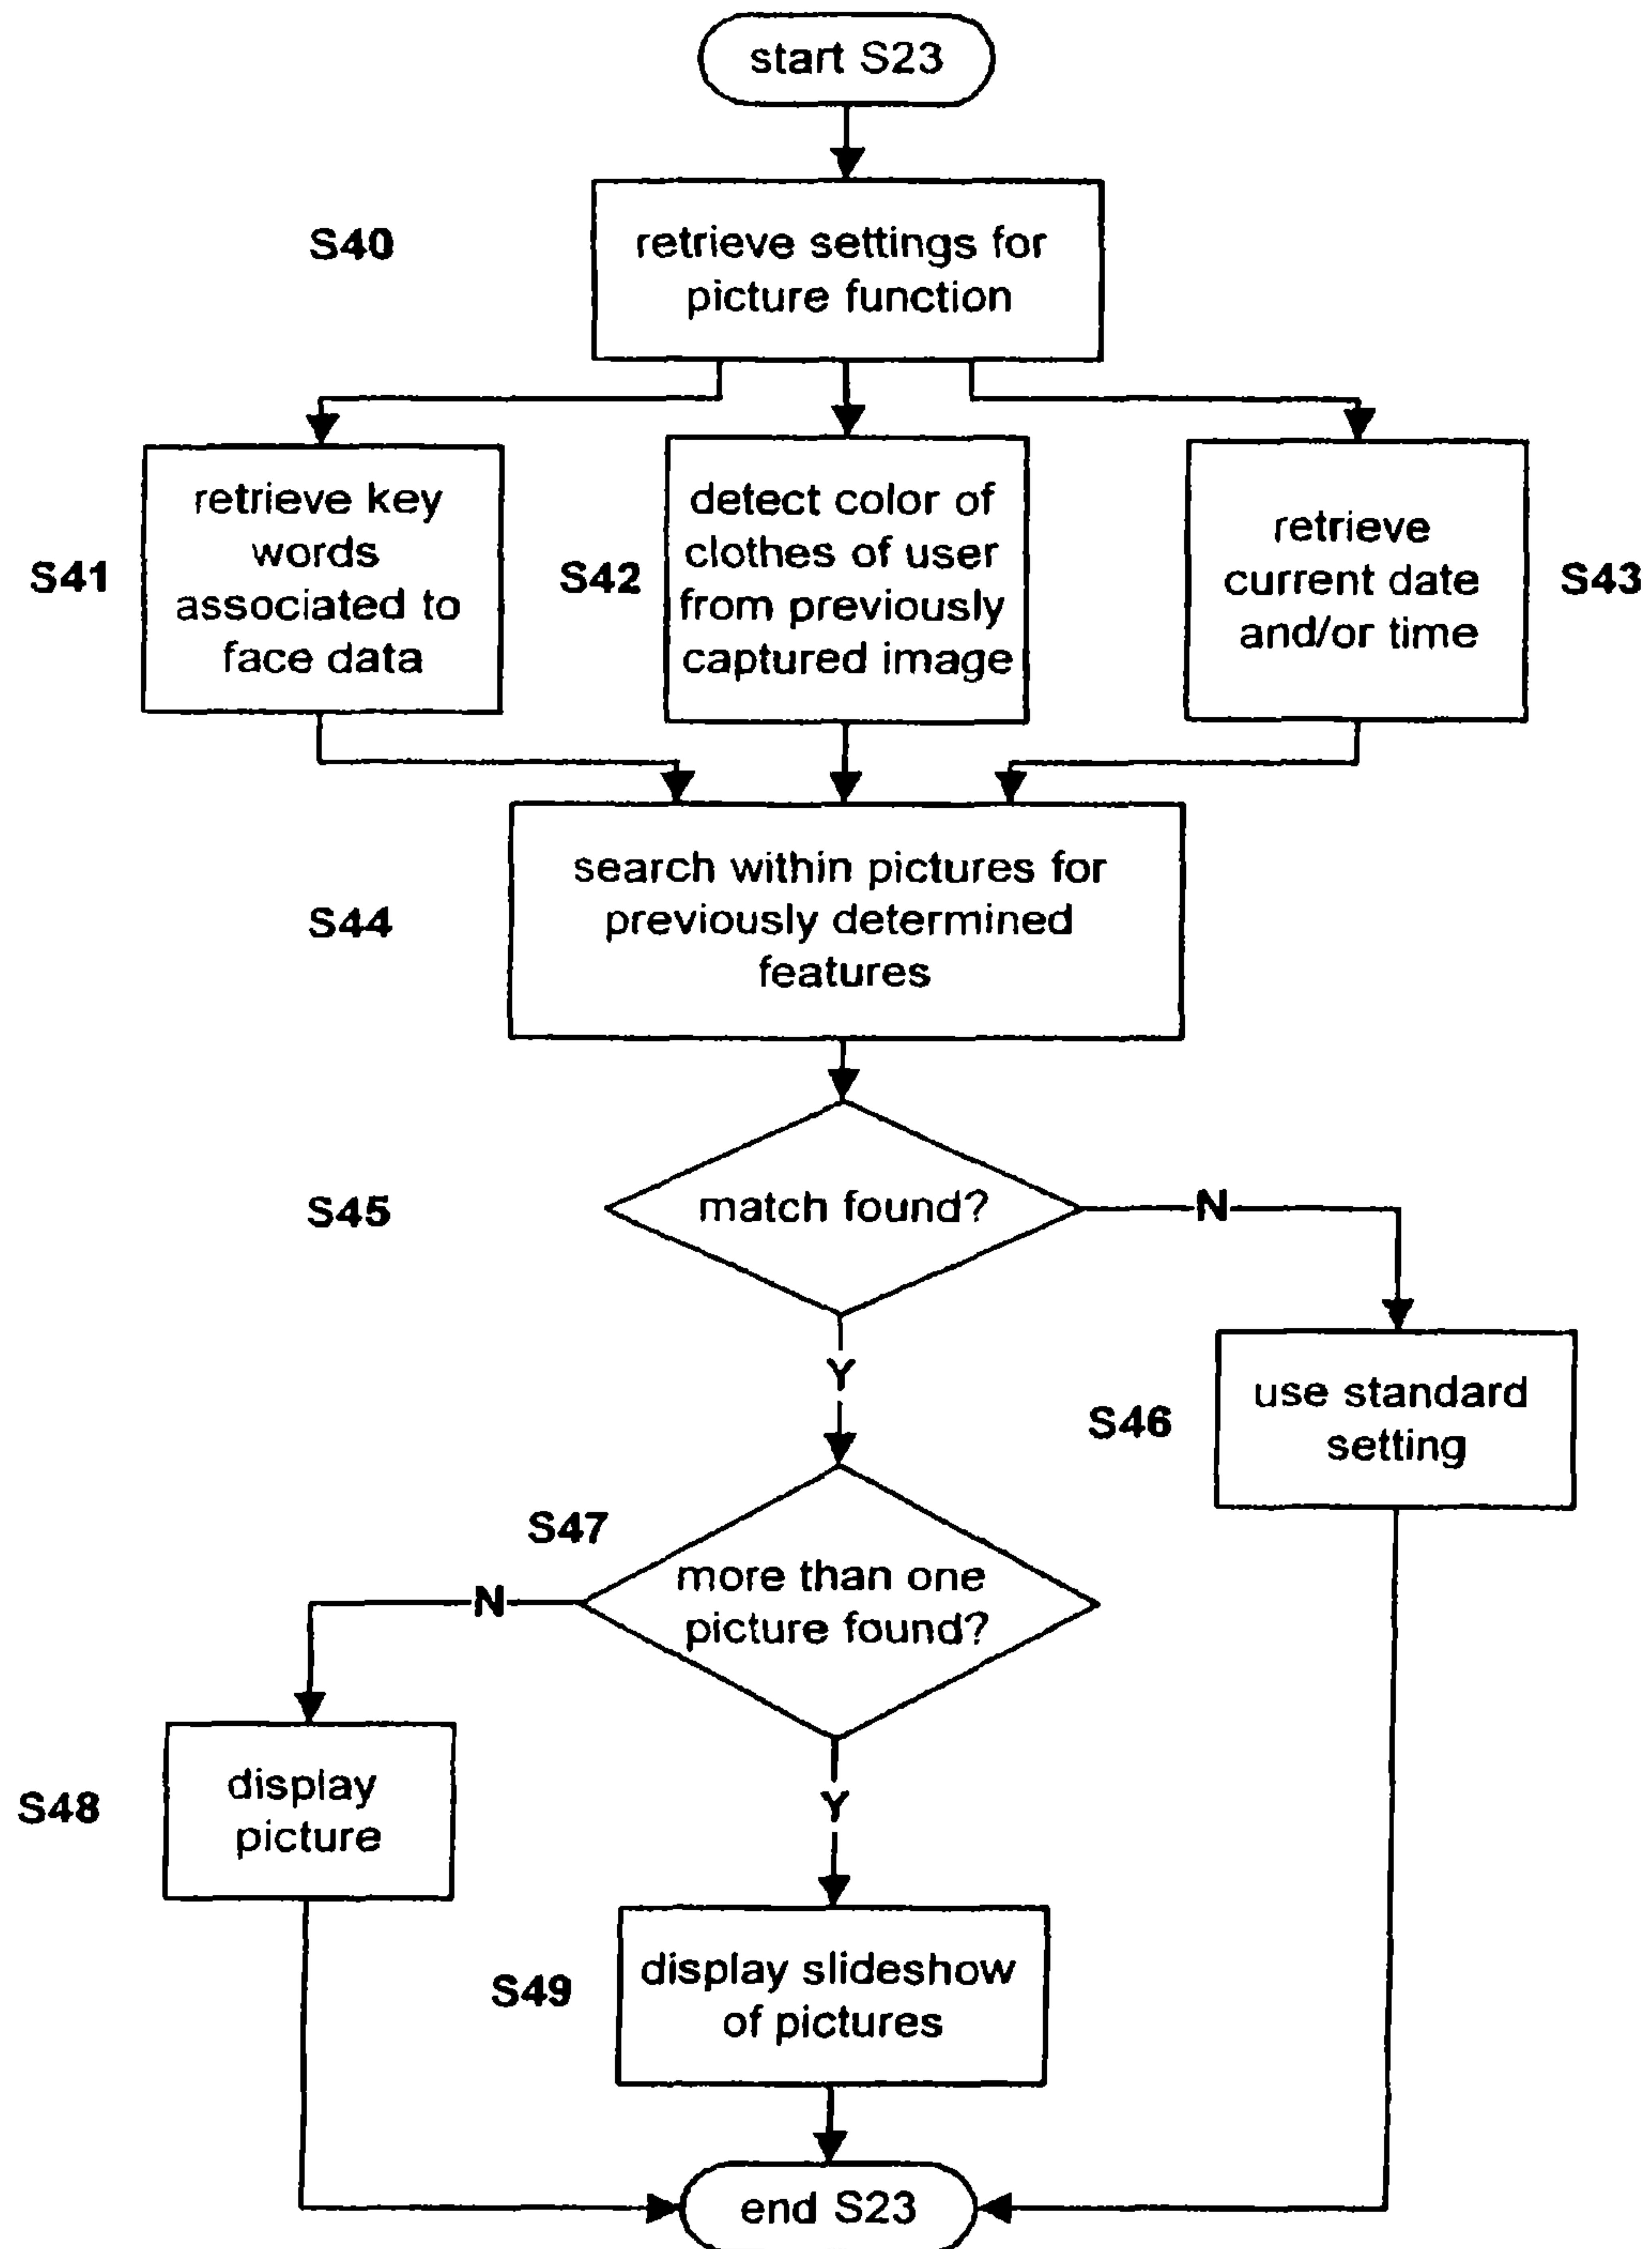 start S23
S40
retrieve settings for
picture function
S41
retrieve key
words
associated to
face data
S42
detect color of
clothes of user
from previously
captured image
retrieve
current date
and/or time
S43
S44
search within pictures for
previously determined
features
S45
match found?
N
Y
S46
use standard
setting
S47
more than one
picture found?
N
Y
S48
display
picture
S49
display slideshow
of pictures
end S23